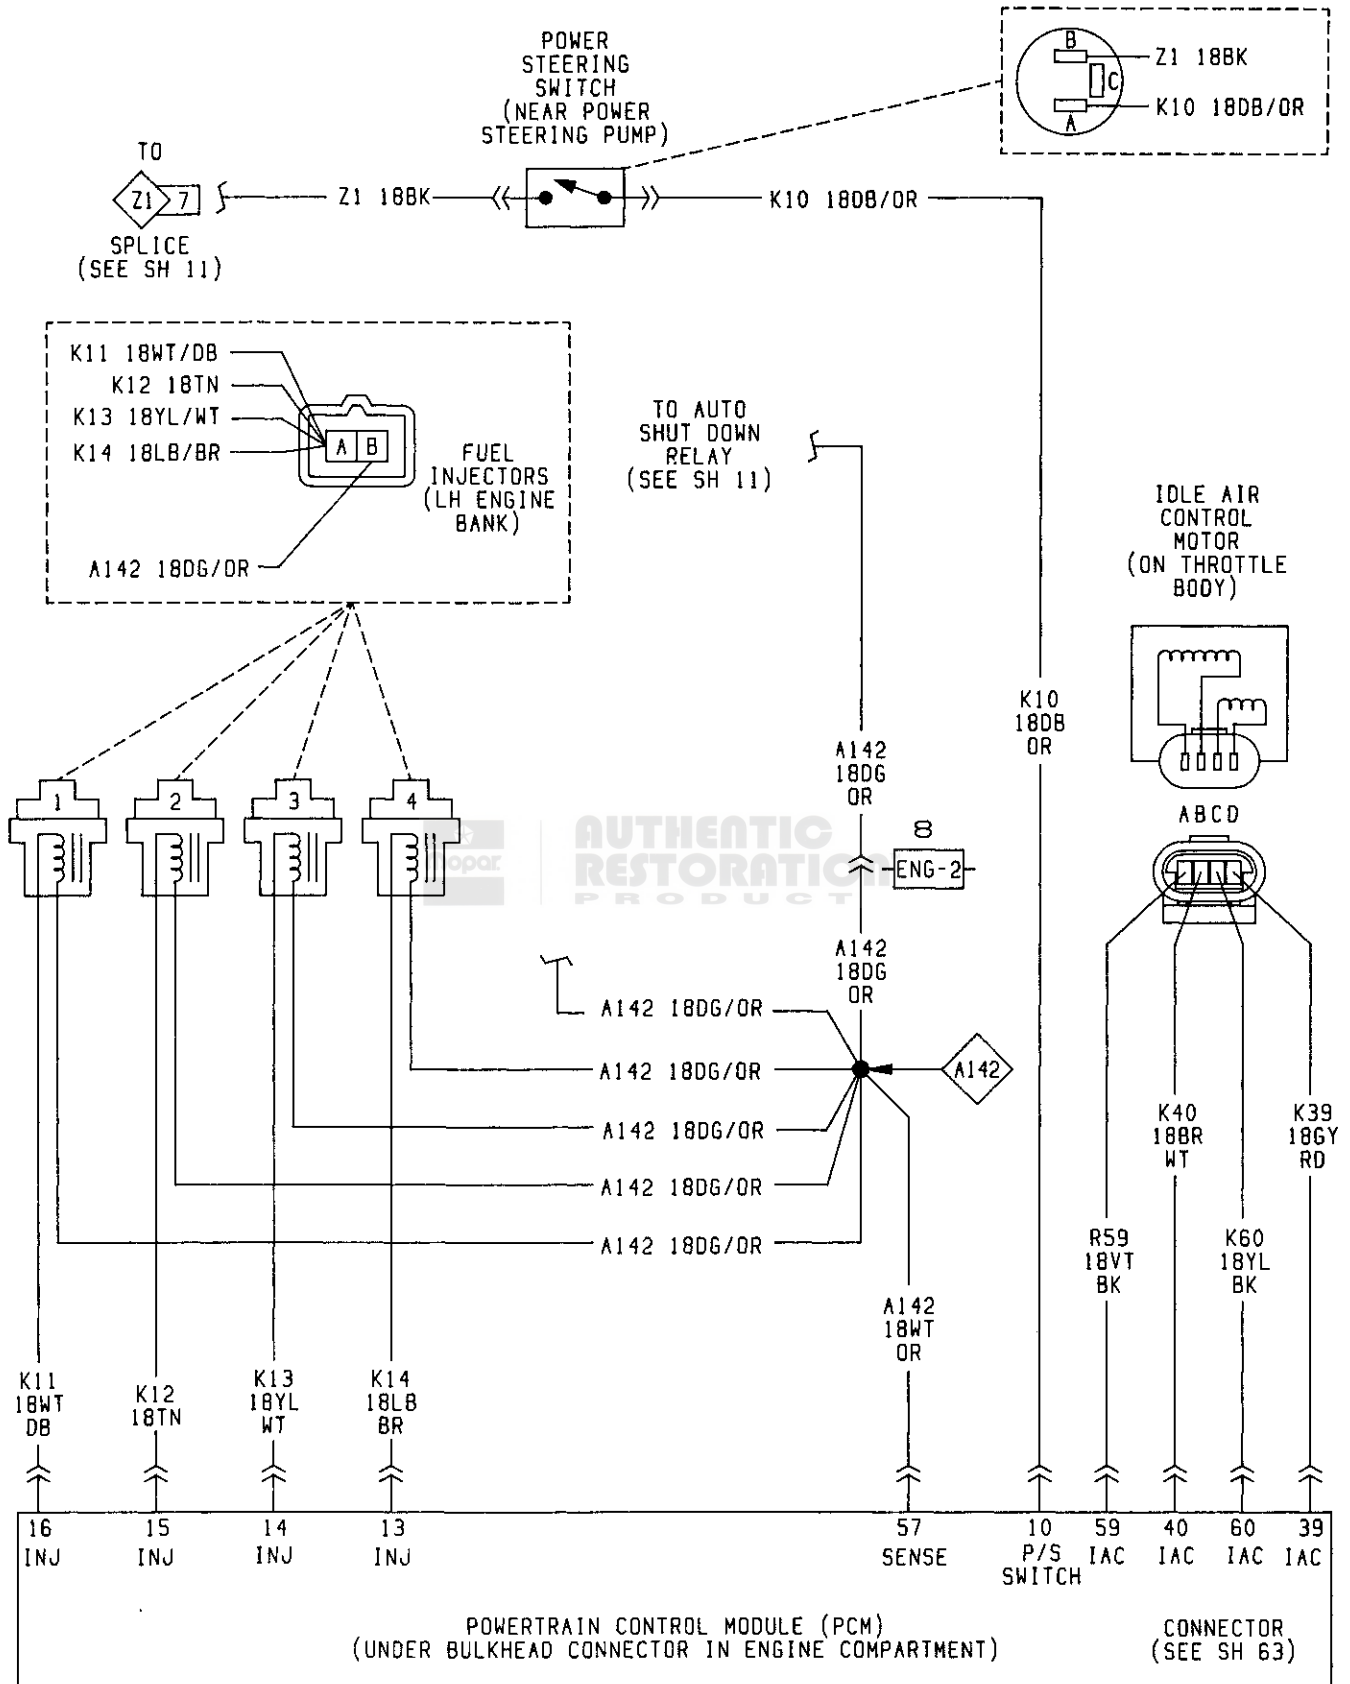 POWER
STEERING
SWITCH
(NEAR POWER
STEERING PUMP)
B
Z1 18BK
C
K10 18DB/OR
A
TO
Z1 7
SPLICE
(SEE SH 11)
Z1 18BK
K10 18DB/OR
K11 18WT/DB
K12 18TN
K13 18YL/WT
K14 18LB/BR
A B
FUEL
INJECTORS
(LH ENGINE
BANK)
A142 18DG/OR
TO AUTO
SHUT DOWN
RELAY
(SEE SH 11)
IDLE AIR
CONTROL
MOTOR
(ON THROTTLE
BODY)
K10
18DB
OR
A142
18DG
OR
1 2 3 4
ABCD
8
ENG-2
mopar
AUTHENTIC
RESTORATION
PRODUCT
A142
18DG
OR
A142 18DG/OR
A142 18DG/OR
A142
A142 18DG/OR
A142 18DG/OR
A142 18DG/OR
K40
18BR
WT
K39
18GY
RD
R59
18VT
BK
K60
18YL
BK
A142
18WT
OR
K11
18WT
DB
K12
18TN
K13
18YL
WT
K14
18LB
BR
16
INJ
15
INJ
14
INJ
13
INJ
57
SENSE
10
P/S
SWITCH
59
IAC
40
IAC
60
IAC
39
IAC
POWERTRAIN CONTROL MODULE (PCM)
(UNDER BULKHEAD CONNECTOR IN ENGINE COMPARTMENT)
CONNECTOR
(SEE SH 63)